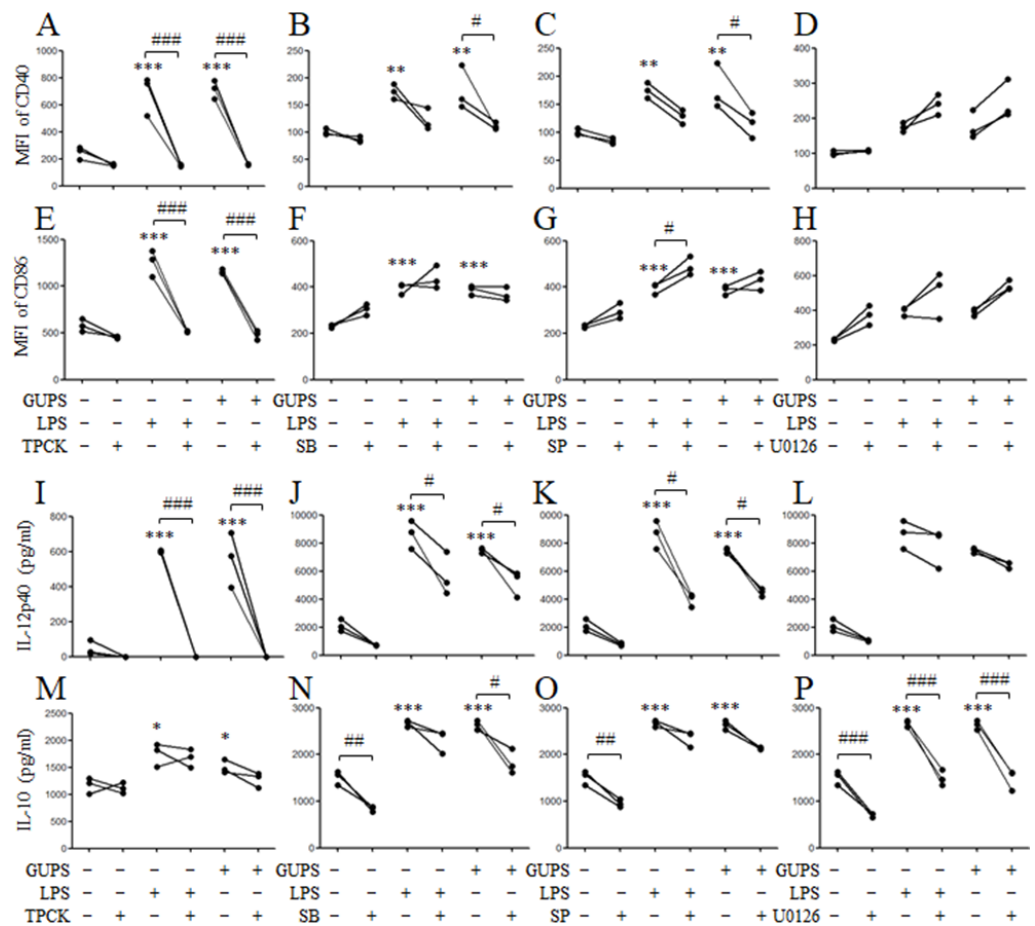 A B C D
MFI of CD40
1000 800 600 400 200 0
### ###
*** ***
250 200 150 100 50 0
#
** **
250 200 150 100 50 0
#
** **
400 300 200 100 0
E F G H
MFI of CD86
1500 1000 500 0
### ###
*** ***
600 400 200 0
*** ***
600 400 200 0
#
*** ***
800 600 400 200 0
GUPS − − − − + + GUPS − − − − + + GUPS − − − − + + GUPS − − − − + +
LPS − − + + − − LPS − − + + − − LPS − − + + − − LPS − − + + − −
TPCK − + − + − + SB − + − + − + SP − + − + − + U0126 − + − + − +
I J K L
IL-12p40 (pg/ml)
800 600 400 200 0
### ###
*** ***
10000 8000 6000 4000 2000 0
# #
*** ***
10000 8000 6000 4000 2000 0
# #
*** ***
10000 8000 6000 4000 2000 0
M N O P
IL-10 (pg/ml)
2500 2000 1500 1000 500 0
* *
3000 2000 1000 0
## #
*** ***
3000 2000 1000 0
##
*** ***
3000 2000 1000 0
### ### ###
*** ***
GUPS − − − − + + GUPS − − − − + + GUPS − − − − + + GUPS − − − − + +
LPS − − + + − − LPS − − + + − − LPS − − + + − − LPS − − + + − −
TPCK − + − + − + SB − + − + − + SP − + − + − + U0126 − + − + − +